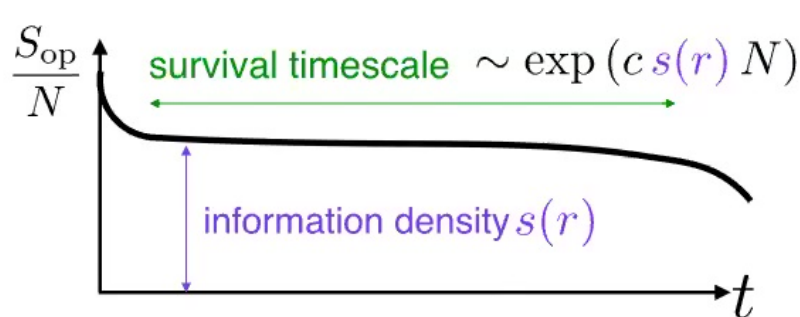 S_op/N
survival timescale ∼ exp (c s(r) N)
information density s(r)
t